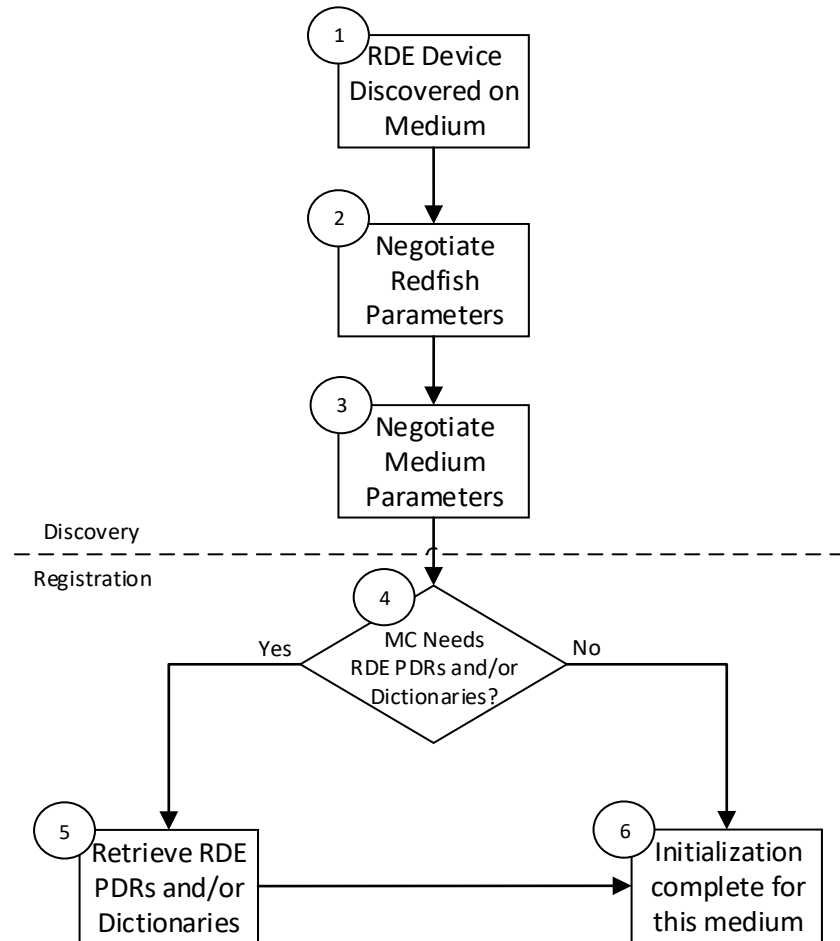 1
RDE Device
Discovered on
Medium
2
Negotiate
Redfish
Parameters
3
Negotiate
Medium
Parameters
Discovery
Registration
4
MC Needs
RDE PDRs and/or
Dictionaries?
Yes
No
5
Retrieve RDE
PDRs and/or
Dictionaries
6
Initialization
complete for
this medium